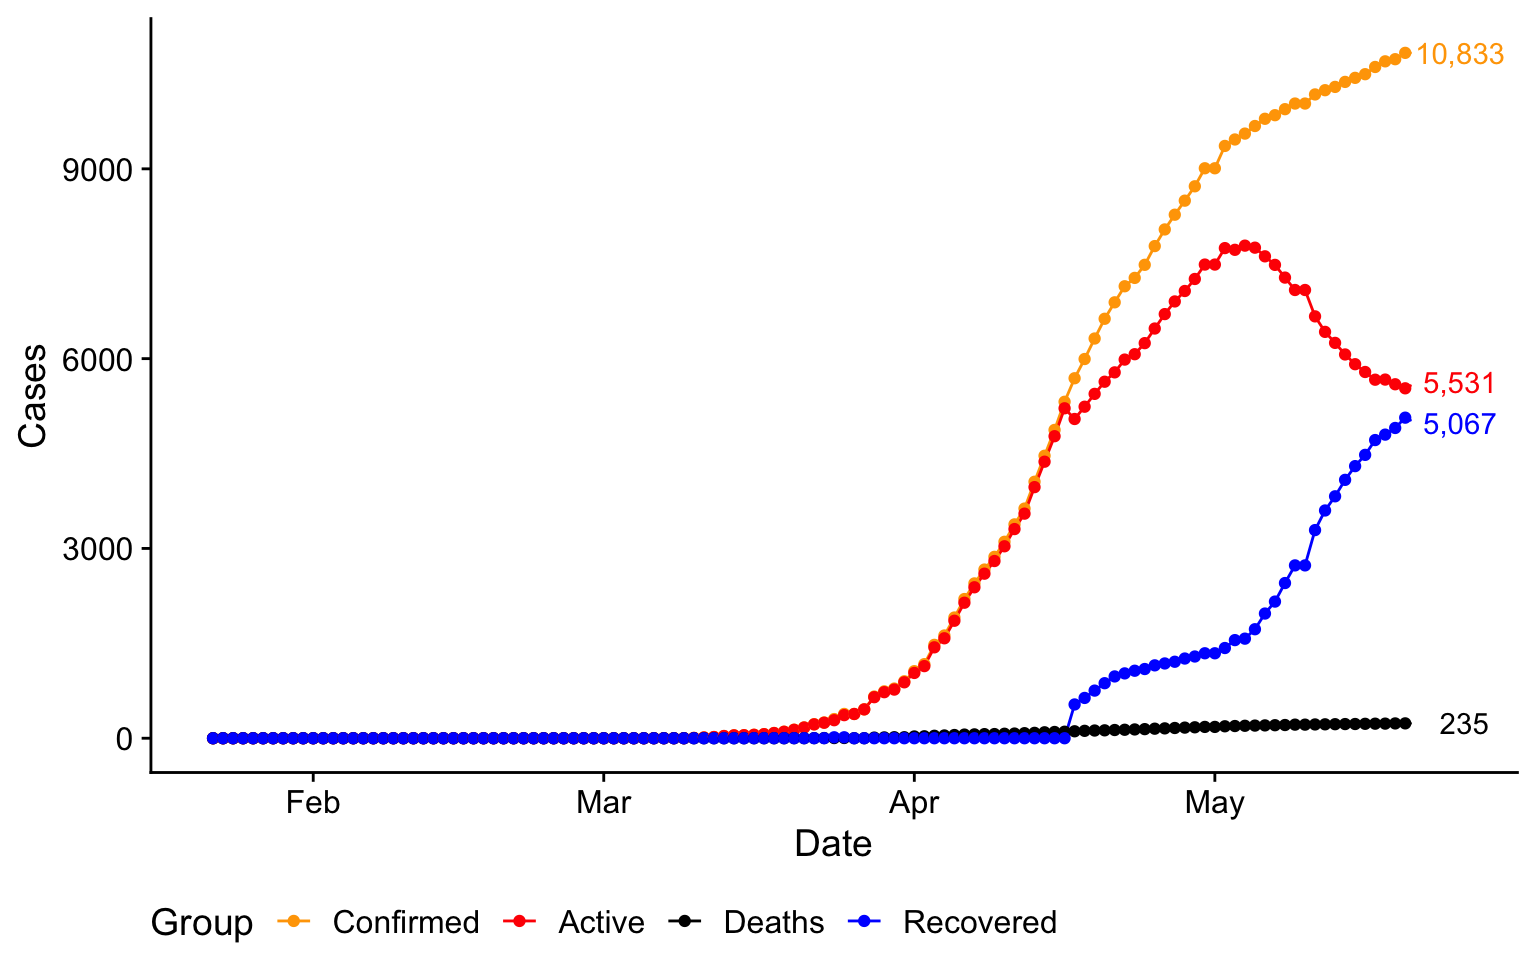 10,833
9000
6000
5,531
5,067
3000
0
235
Cases
Feb Mar Apr May
Date
Group Confirmed Active Deaths Recovered